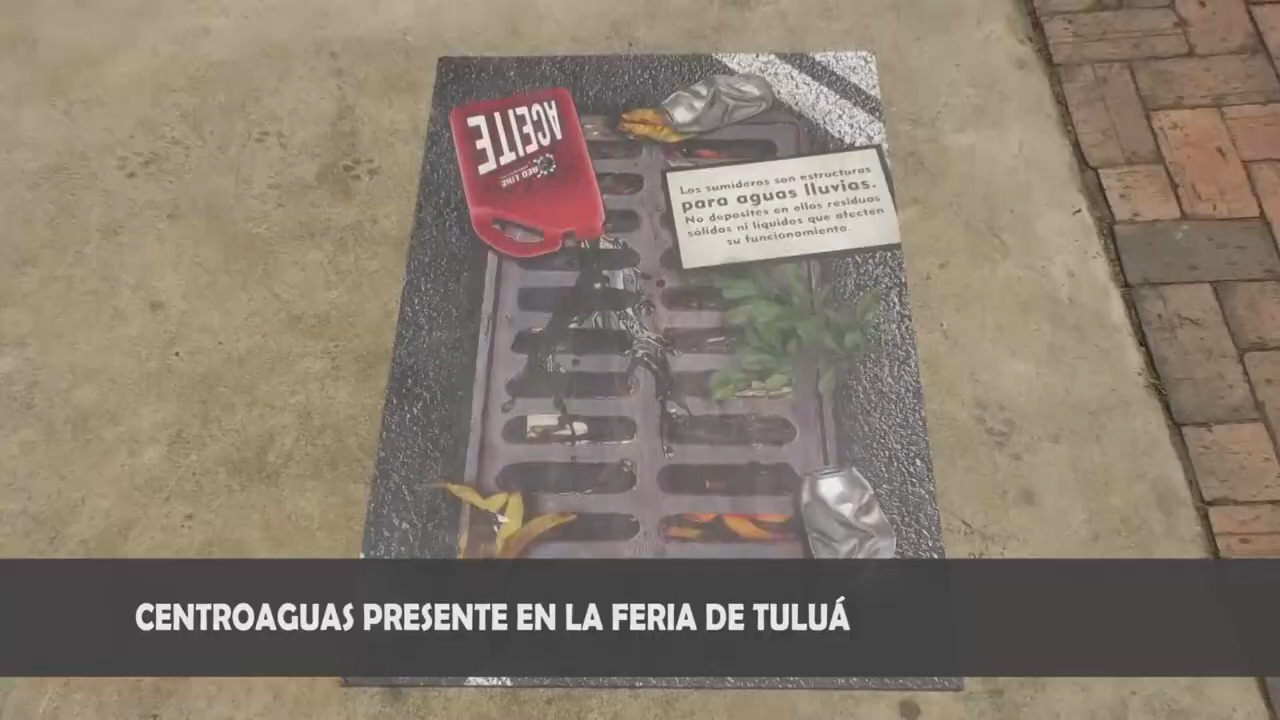 ACEITE
RED LINE
Los sumideros son estructuras
para aguas lluvias.
No deposites en ellos residuos
sólidos ni líquidos que afecten
su funcionamiento.
CENTROAGUAS PRESENTE EN LA FERIA DE TULUÁ